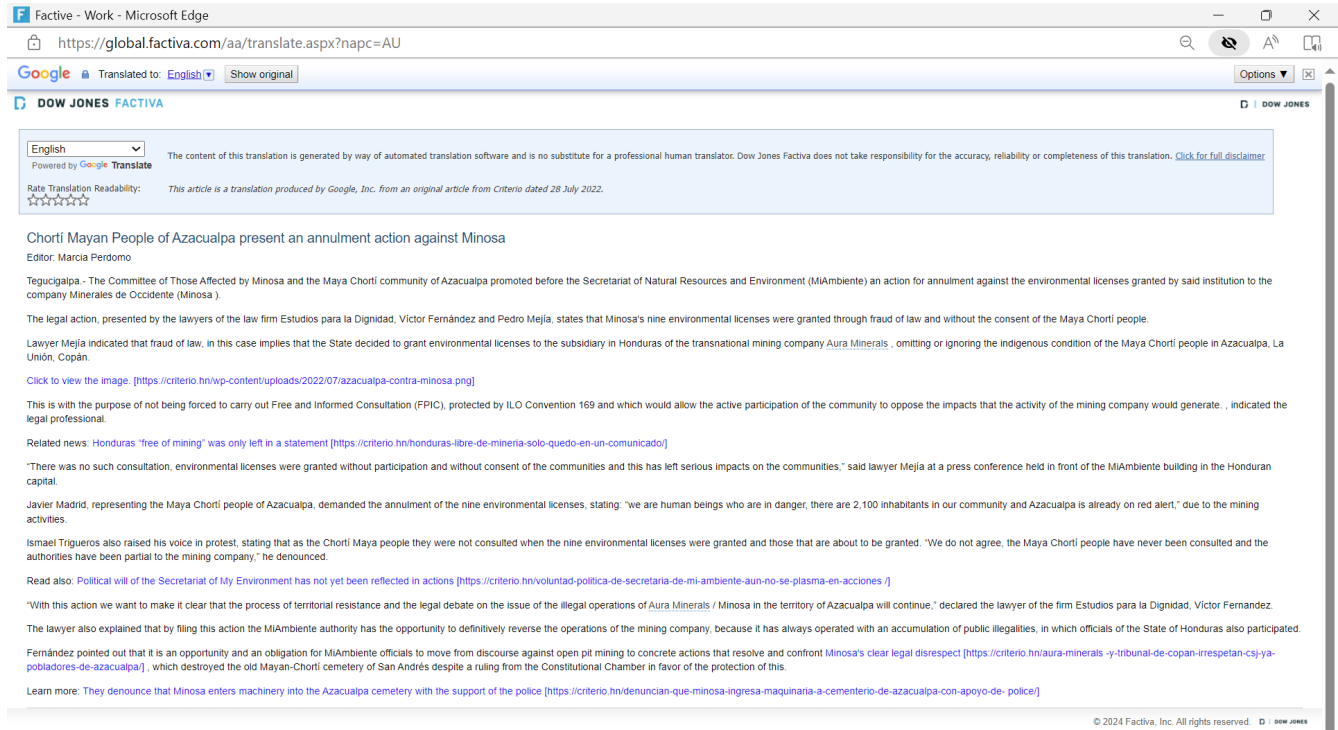 Factive - Work - Microsoft Edge
https://global.factiva.com/aa/translate.aspx?napc=AU
Google Translated to: English Show original Options ▼
DOW JONES FACTIVA
DOW JONES
English
Powered by Google Translate
The content of this translation is generated by way of automated translation software and is no substitute for a professional human translator. Dow Jones Factiva does not take responsibility for the accuracy, reliability or completeness of this translation. Click for full disclaimer
Rate Translation Readability:
This article is a translation produced by Google, Inc. from an original article from Criterio dated 28 July 2022.
Chortí Mayan People of Azacualpa present an annulment action against Minosa
Editor: Marcia Perdomo
Tegucigalpa.- The Committee of Those Affected by Minosa and the Maya Chortí community of Azacualpa promoted before the Secretariat of Natural Resources and Environment (MiAmbiente) an action for annulment against the environmental licenses granted by said institution to the
company Minerales de Occidente (Minosa ).
The legal action, presented by the lawyers of the law firm Estudios para la Dignidad, Víctor Fernández and Pedro Mejía, states that Minosa's nine environmental licenses were granted through fraud of law and without the consent of the Maya Chortí people.
Lawyer Mejía indicated that fraud of law, in this case implies that the State decided to grant environmental licenses to the subsidiary in Honduras of the transnational mining company Aura Minerals , omitting or ignoring the indigenous condition of the Maya Chortí people in Azacualpa, La
Unión, Copán.
Click to view the image. [https://criterio.hn/wp-content/uploads/2022/07/azacualpa-contra-minosa.png]
This is with the purpose of not being forced to carry out Free and Informed Consultation (FPIC), protected by ILO Convention 169 and which would allow the active participation of the community to oppose the impacts that the activity of the mining company would generate. , indicated the
legal professional.
Related news: Honduras "free of mining" was only left in a statement [https://criterio.hn/honduras-libre-de-mineria-solo-quedo-en-un-comunicado/]
"There was no such consultation, environmental licenses were granted without participation and without consent of the communities and this has left serious impacts on the communities," said lawyer Mejía at a press conference held in front of the MiAmbiente building in the Honduran
capital.
Javier Madrid, representing the Maya Chortí people of Azacualpa, demanded the annulment of the nine environmental licenses, stating: "we are human beings who are in danger, there are 2,100 inhabitants in our community and Azacualpa is already on red alert," due to the mining
activities.
Ismael Trigueros also raised his voice in protest, stating that as the Chortí Maya people they were not consulted when the nine environmental licenses were granted and those that are about to be granted. "We do not agree, the Maya Chortí people have never been consulted and the
authorities have been partial to the mining company," he denounced.
Read also: Political will of the Secretariat of My Environment has not yet been reflected in actions [https://criterio.hn/voluntad-politica-de-secretaria-de-mi-ambiente-aun-no-se-plasma-en-acciones /]
"With this action we want to make it clear that the process of territorial resistance and the legal debate on the issue of the illegal operations of Aura Minerals / Minosa in the territory of Azacualpa will continue," declared the lawyer of the firm Estudios para la Dignidad, Víctor Fernandez.
The lawyer also explained that by filing this action the MiAmbiente authority has the opportunity to definitively reverse the operations of the mining company, because it has always operated with an accumulation of public illegalities, in which officials of the State of Honduras also participated.
Fernández pointed out that it is an opportunity and an obligation for MiAmbiente officials to move from discourse against open pit mining to concrete actions that resolve and confront Minosa's clear legal disrespect [https://criterio.hn/aura-minerals -y-tribunal-de-copan-irrespetan-csj-ya-
pobladores-de-azacualpa/] , which destroyed the old Mayan-Chortí cemetery of San Andrés despite a ruling from the Constitutional Chamber in favor of the protection of this.
Learn more: They denounce that Minosa enters machinery into the Azacualpa cemetery with the support of the police [https://criterio.hn/denuncian-que-minosa-ingresa-maquinaria-a-cementerio-de-azacualpa-con-apoyo-de- police/]
© 2024 Factiva, Inc. All rights reserved. DOW JONES